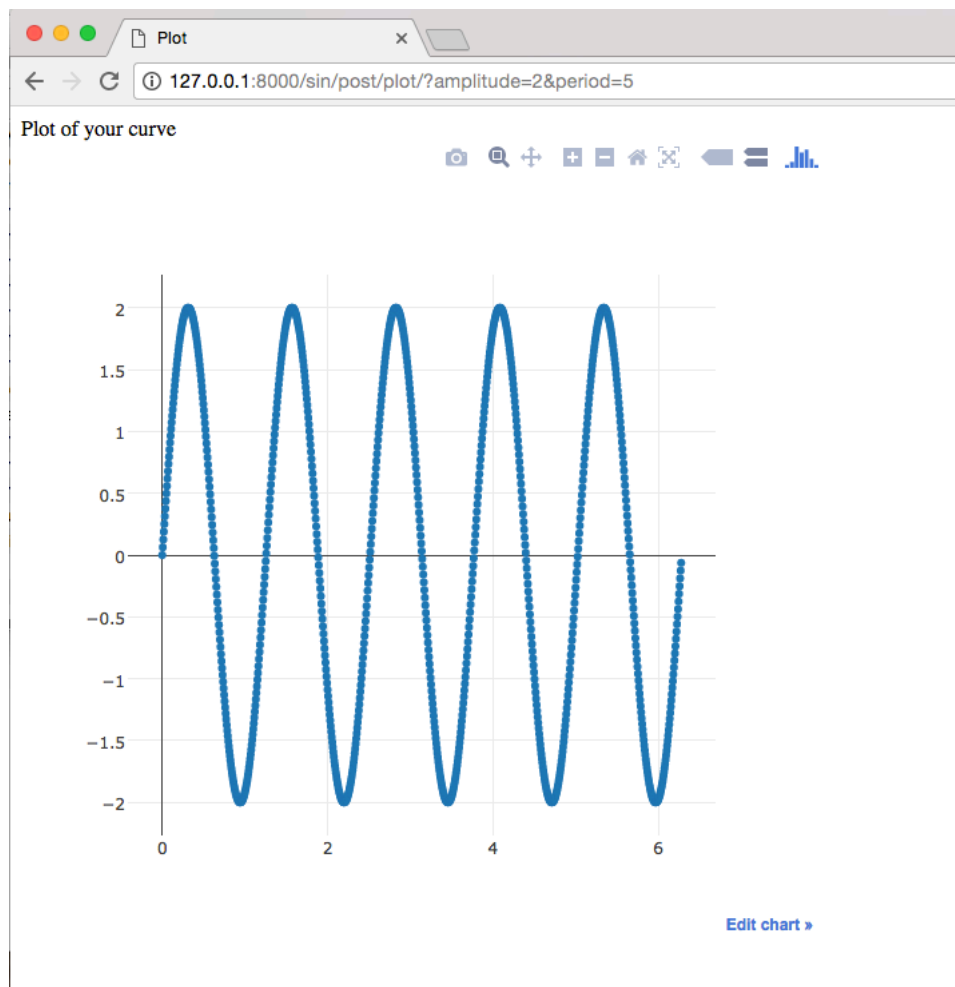 Plot
127.0.0.1:8000/sin/post/plot/?amplitude=2&period=5
Plot of your curve
2
1.5
1
0.5
0
−0.5
−1
−1.5
−2
0 2 4 6
Edit chart »